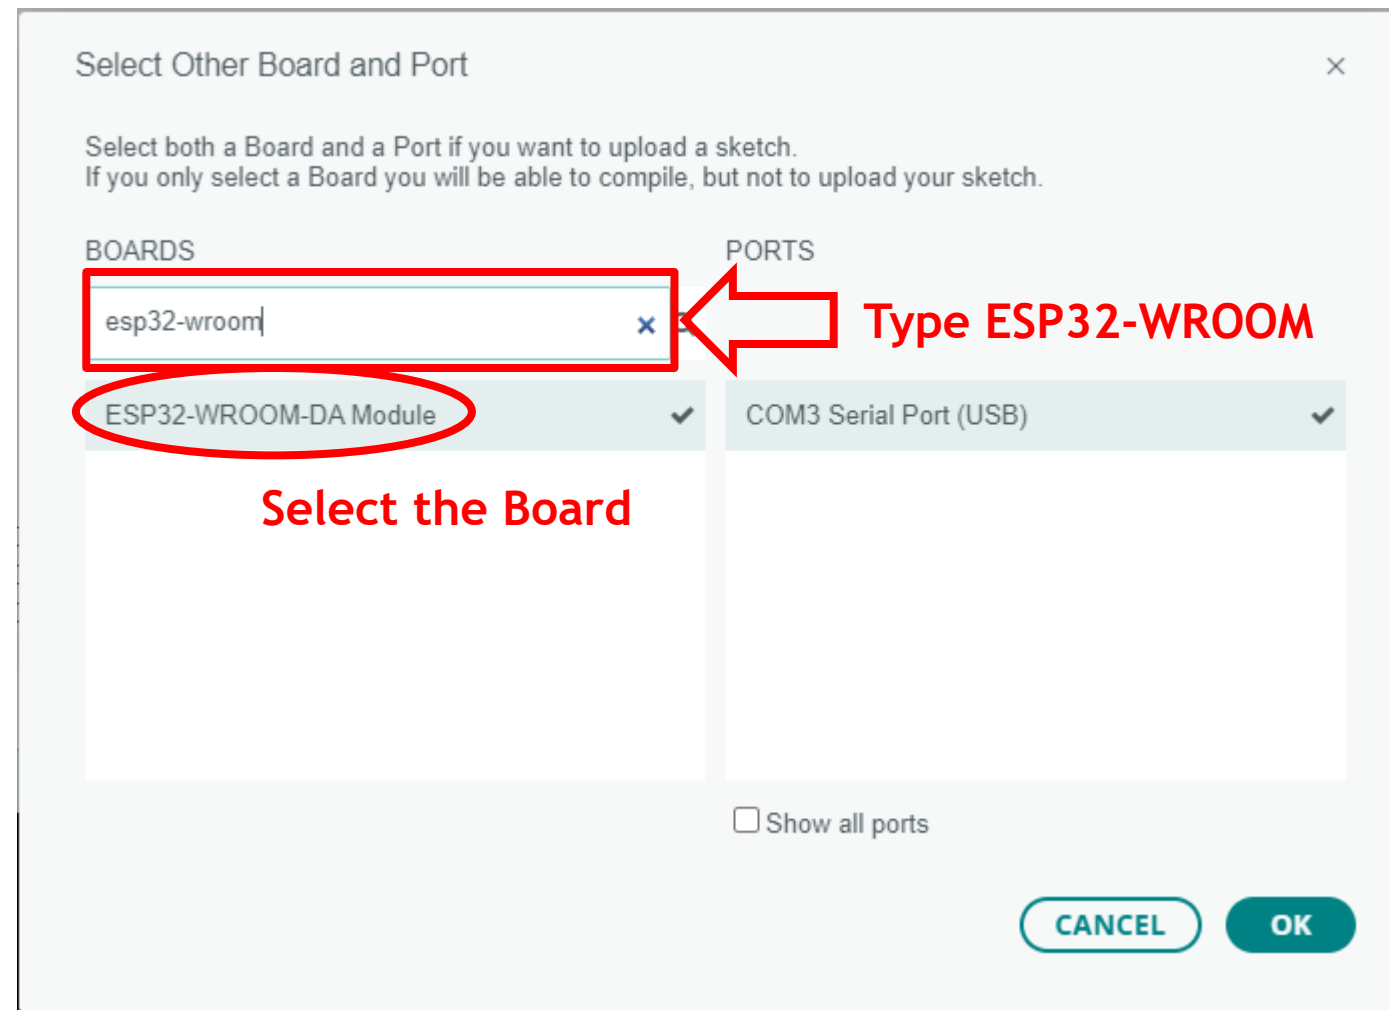 Select Other Board and Port
Select both a Board and a Port if you want to upload a sketch.
If you only select a Board you will be able to compile, but not to upload your sketch.
BOARDS
PORTS
esp32-wroom
Type ESP32-WROOM
ESP32-WROOM-DA Module
COM3 Serial Port (USB)
Select the Board
Show all ports
CANCEL
OK